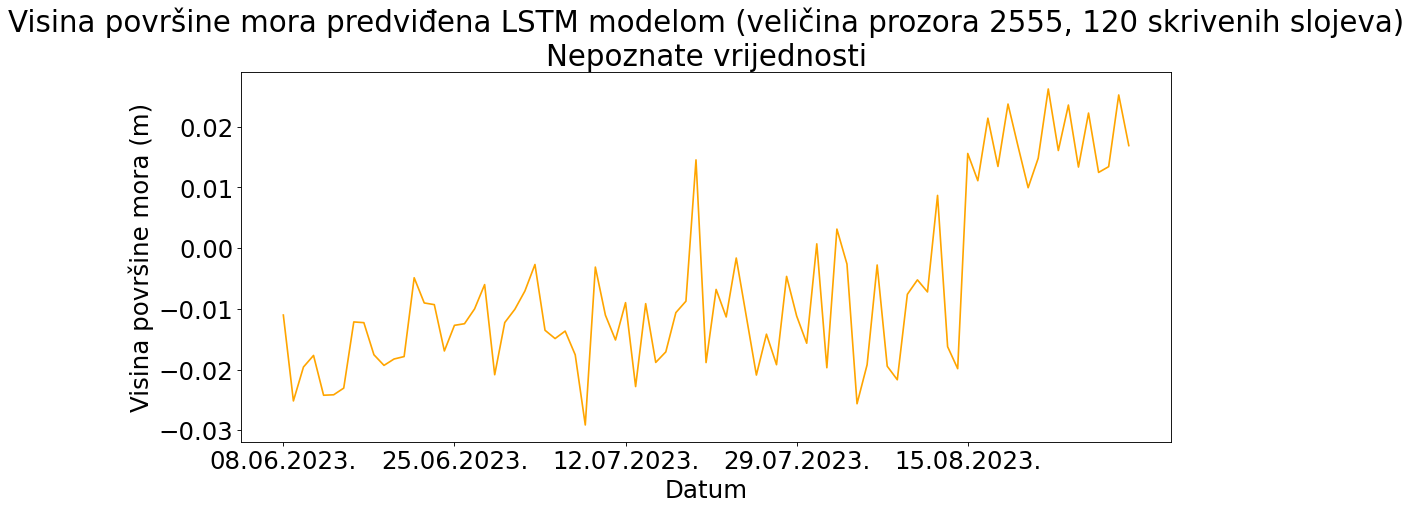 Visina površine mora predviđena LSTM modelom (veličina prozora 2555, 120 skrivenih slojeva)
Nepoznate vrijednosti
Visina površine mora (m)
0.02
0.01
0.00
−0.01
−0.02
−0.03
08.06.2023. 25.06.2023. 12.07.2023. 29.07.2023. 15.08.2023.
Datum